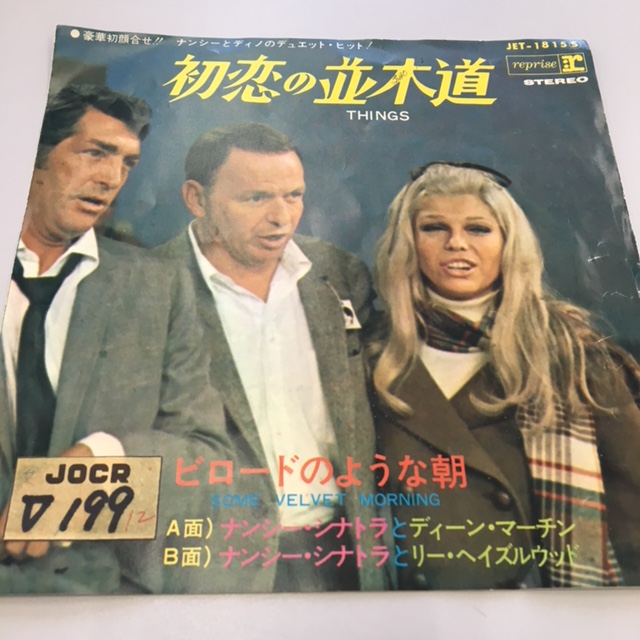 ●豪華初顔合せ!! ナンシーとディノのデュエット・ヒット!
JET-1815 S
reprise
STEREO
初恋の並木道
THINGS
JOCR
D 199 12
ビロードのような朝
SOME VELVET MORNING
A面)ナンシー・シナトラとディーン・マーチン
B面)ナンシー・シナトラとリー・ヘイズルウッド